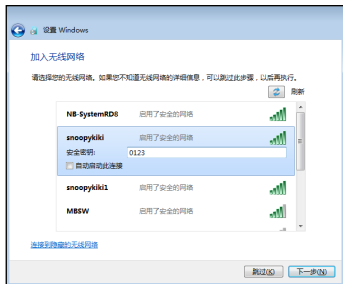 设置 Windows
加入无线网络
请选择您的无线网络。如果您不知道无线网络的详细信息，可以跳过此步骤，以后再执行。
刷新
NB-SystemRD8 启用了安全的网络
snoopykiki 启用了安全的网络
安全密钥: 0123
自动启动此连接
snoopykiki1 启用了安全的网络
MBSW 启用了安全的网络
连接到隐藏的无线网络
跳过(K) 下一步(N)